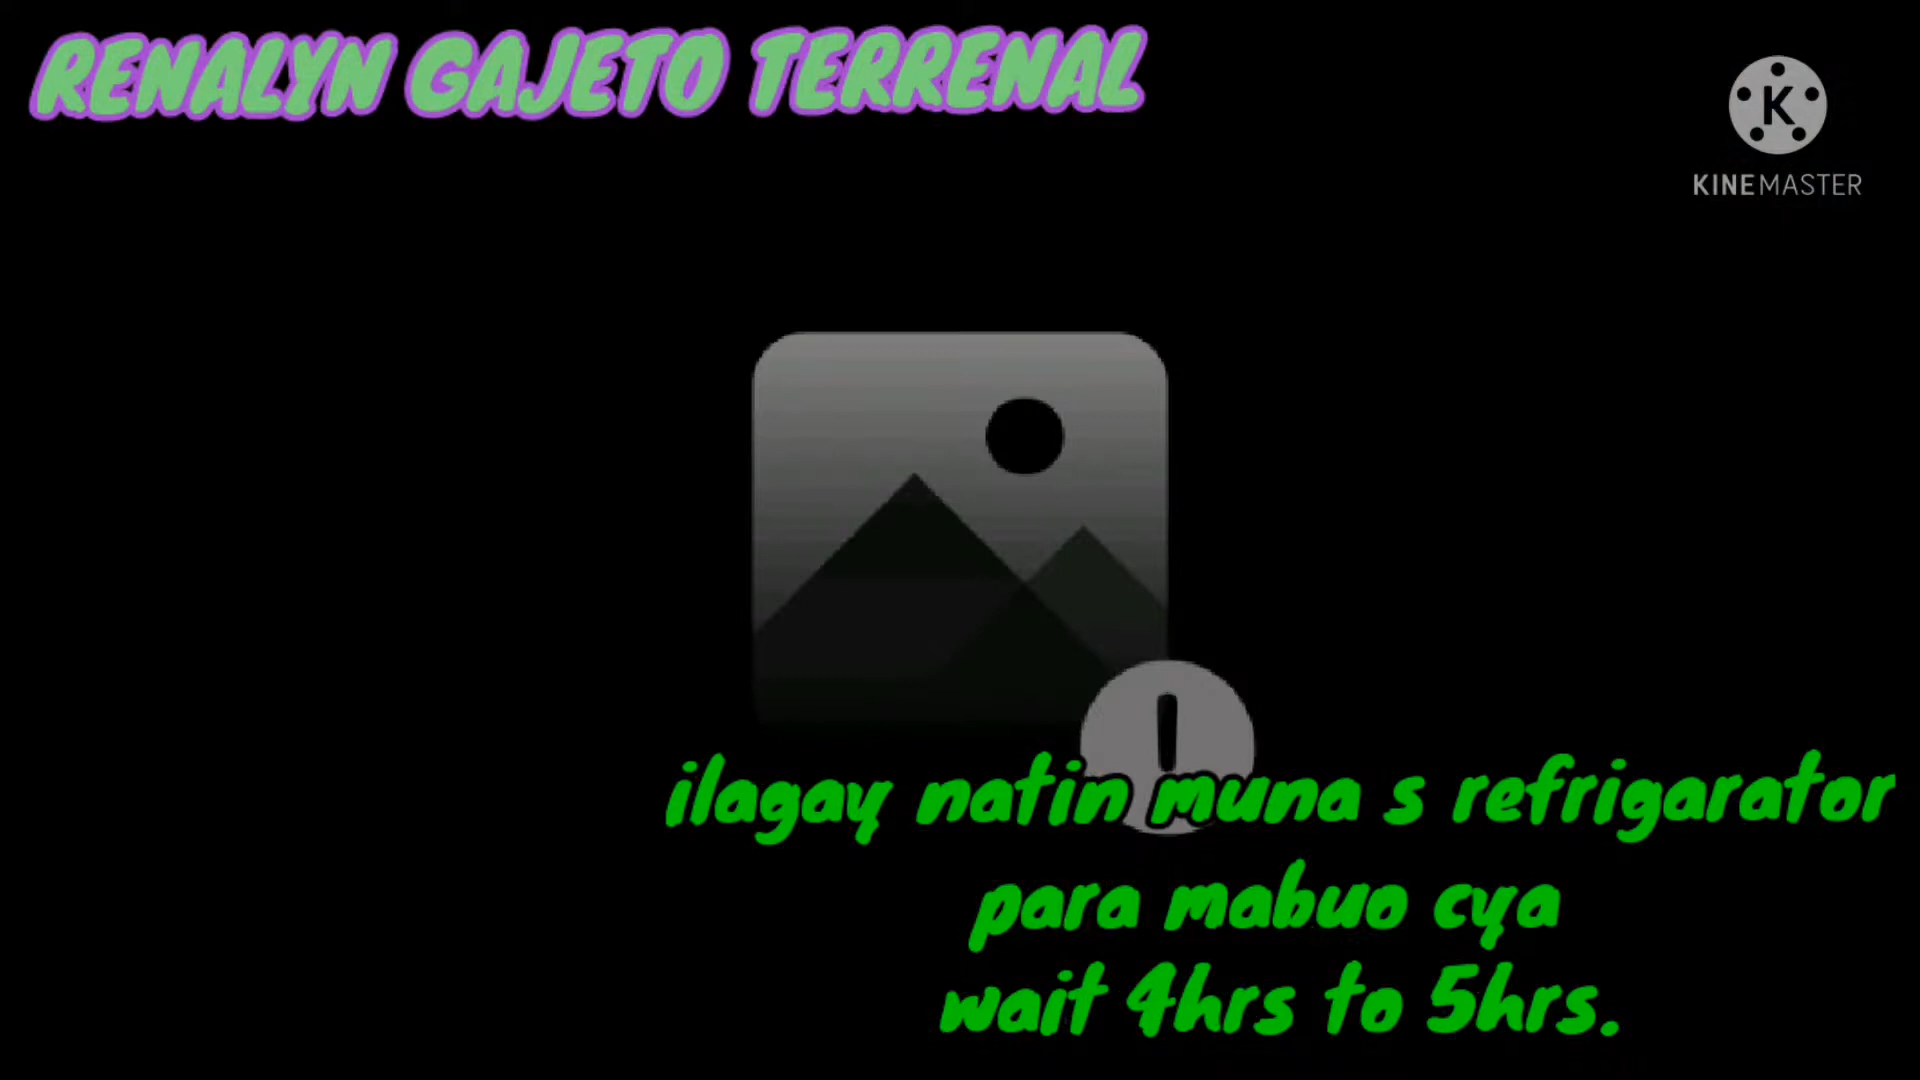 RENALYN GAJETO TERRENAL
K
KINEMASTER
!
ilagay natin muna s refrigarator
para mabuo cya
wait 4hrs to 5hrs.